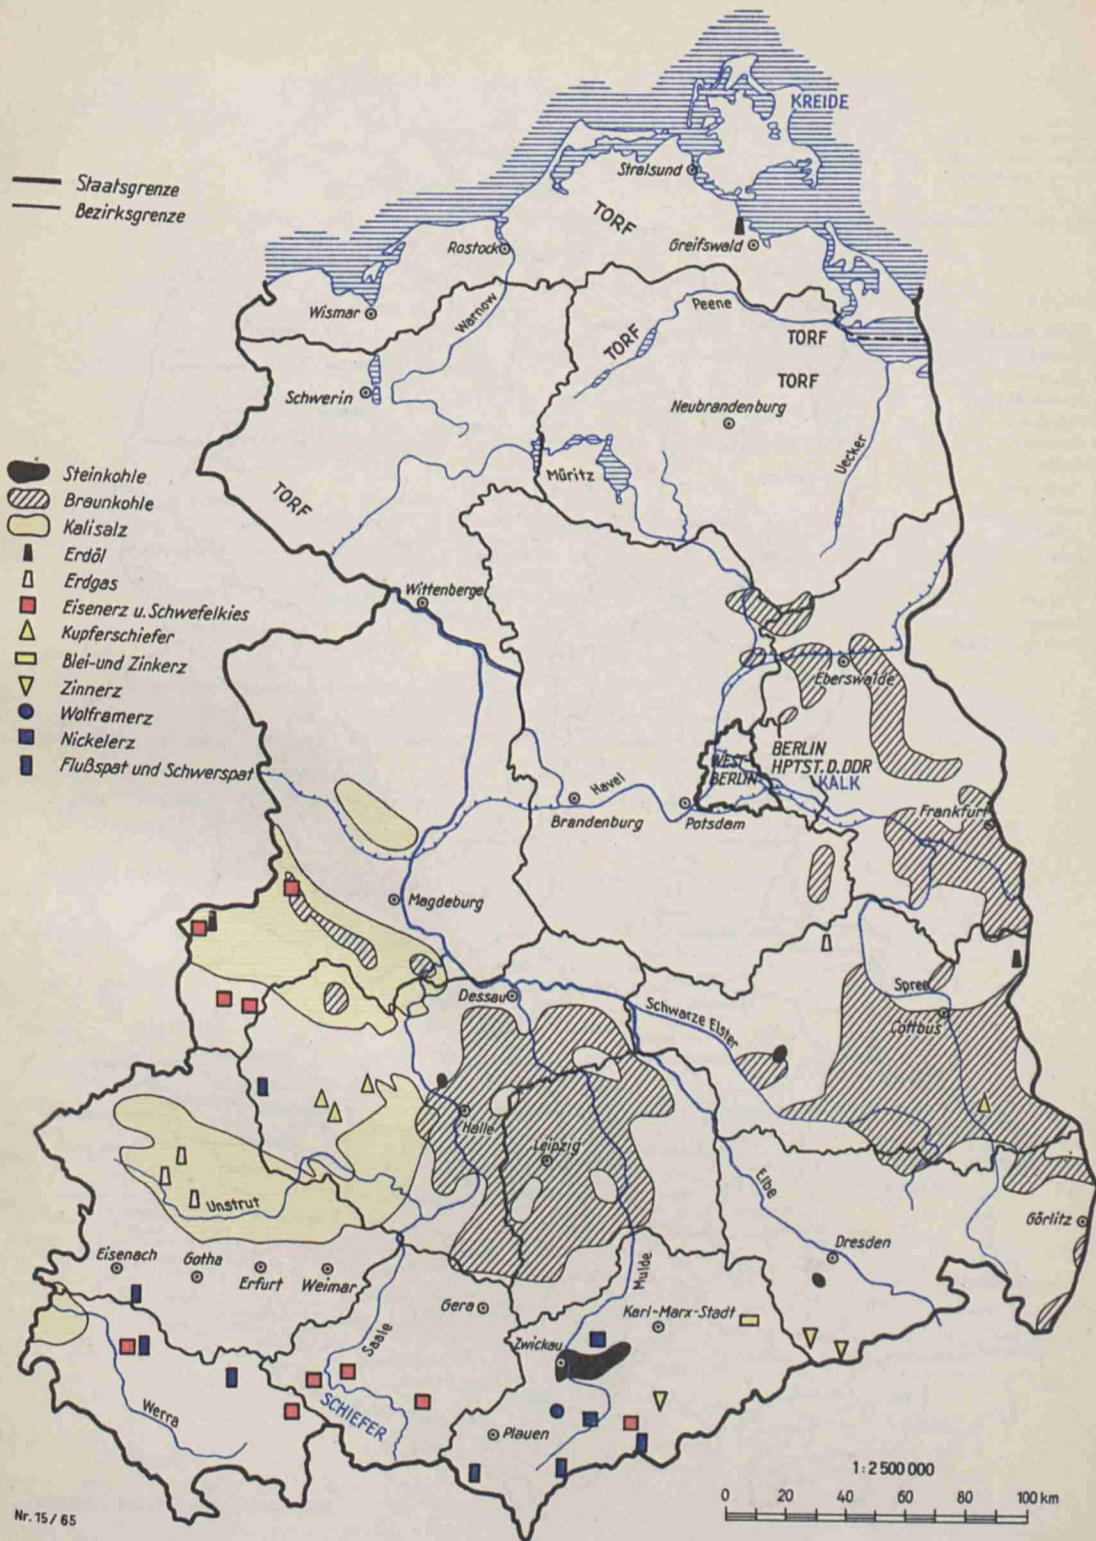 KREIDE
Staatsgrenze
Bezirksgrenze
Stralsund
TORF
Greifswald
Rostock
Wismar
Warnow
Peene
TORF
TORF
TORF
Schwerin
Neubrandenburg
Uecker
Müritz
TORF
Steinkohle
Braunkohle
Kalisalz
Erdöl
Erdgas
Eisenerz u. Schwefelkies
Kupferschiefer
Blei-und Zinkerz
Zinnerz
Wolframerz
Nickelerz
Flußspat und Schwerspat
Wittenberge
Eberswalde
WEST-
BERLIN
BERLIN
HPTST. D. DDR
KALK
Havel
Brandenburg
Potsdam
Frankfurt
Magdeburg
Dessau
Schwarze Elster
Spree
Cottbus
Halle
Leipzig
Unstrut
Elbe
Görlitz
Dresden
Eisenach
Gotha
Erfurt
Weimar
Gera
Mulde
Karl-Marx-Stadt
Zwickau
Saale
SCHIEFER
Werra
Plauen
1:2500000
0 20 40 60 80 100 km
Nr. 15/65